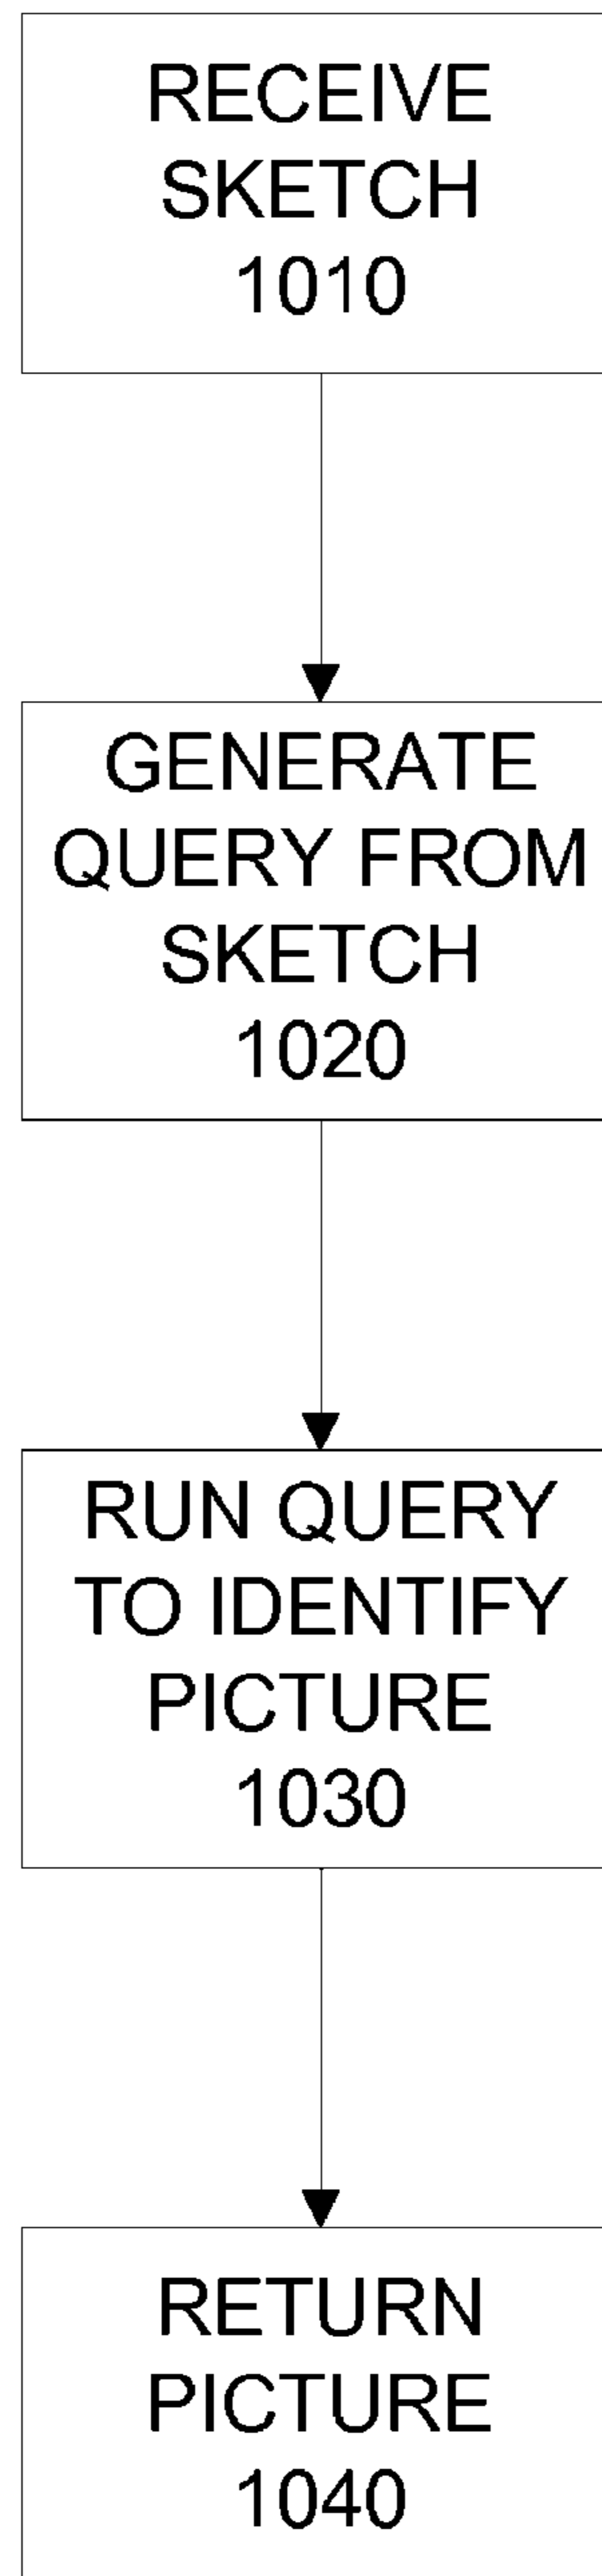 RECEIVE
SKETCH
1010
GENERATE
QUERY FROM
SKETCH
1020
RUN QUERY
TO IDENTIFY
PICTURE
1030
RETURN
PICTURE
1040